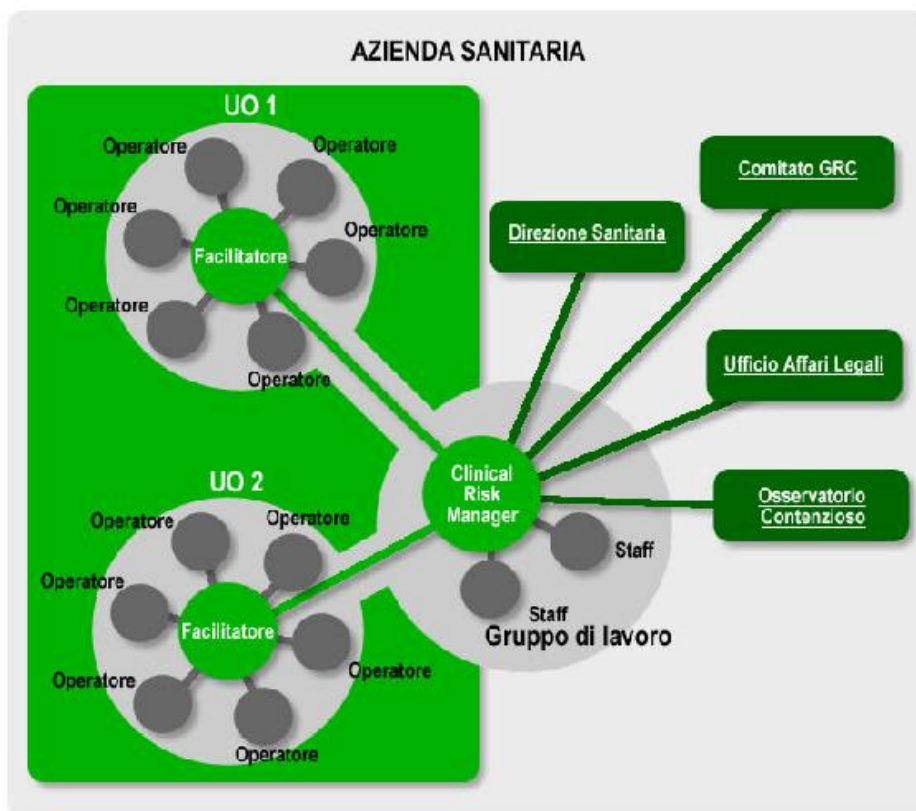 AZIENDA SANITARIA
UO 1
Operatore
Operatore
Operatore
Operatore
Operatore
Operatore
Facilitatore
Comitato GRC
Direzione Sanitaria
Ufficio Affari Legali
Osservatorio
Contenzioso
Clinical
Risk
Manager
Staff
Staff
Gruppo di lavoro
UO 2
Operatore
Operatore
Operatore
Operatore
Operatore
Operatore
Facilitatore